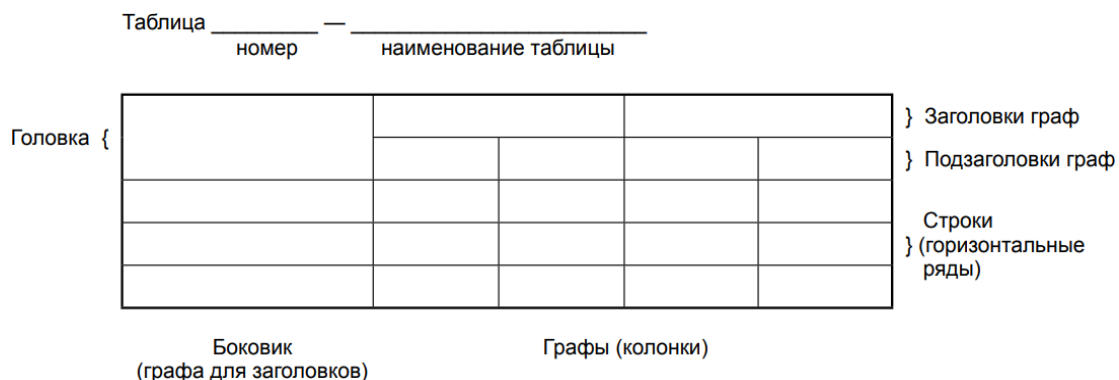 Таблица _________ — _________________________
номер наименование таблицы
Головка { } Заголовки граф
} Подзаголовки граф
Строки
} (горизонтальные
ряды)
Боковик Графы (колонки)
(графа для заголовков)